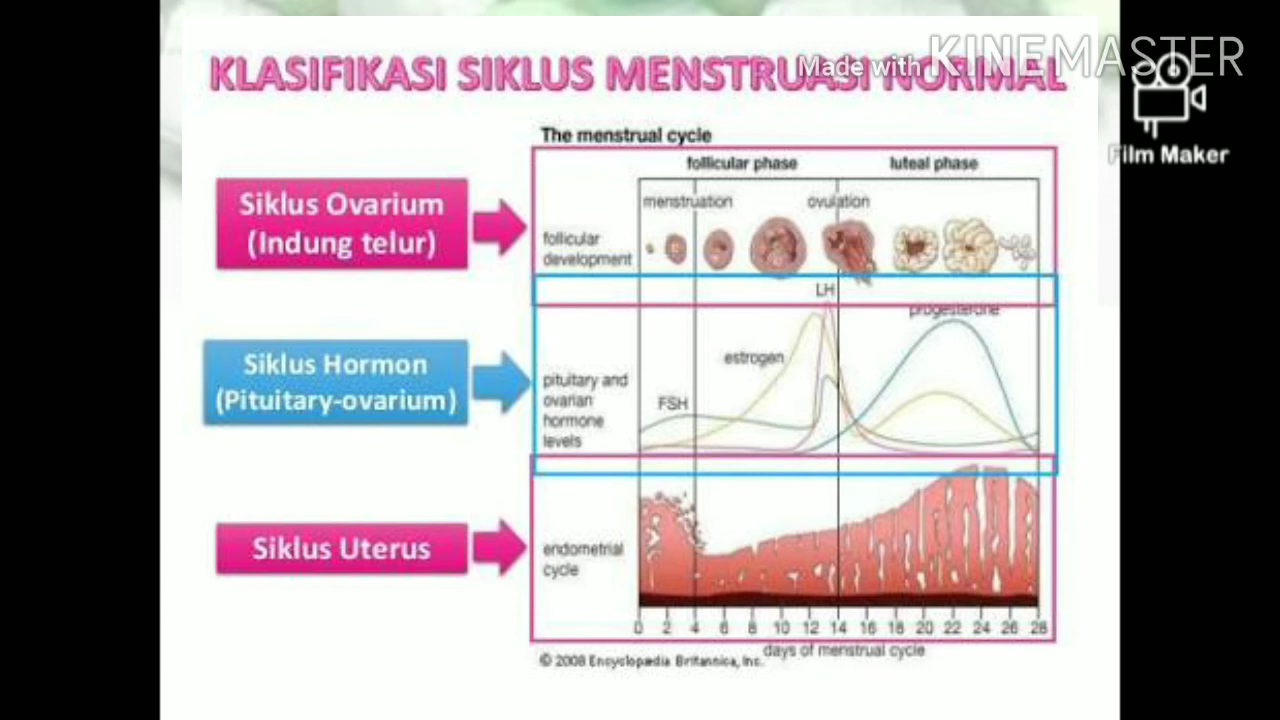 KLASIFIKASI SIKLUS MENSTRUASI NORMAL
Made with KINEMASTER
Film Maker
The menstrual cycle
follicular phase
luteal phase
Siklus Ovarium
(Indung telur)
menstruation
ovulation
follicular
development
LH
progesterone
estrogen
FSH
Siklus Hormon
(Pituitary-ovarium)
pituitary and
ovarian
hormone
levels
Siklus Uterus
endometrial
cycle
0 2 4 6 8 10 12 14 16 18 20 22 24 26 28
days of menstrual cycle
© 2008 Encyclopædia Britannica, Inc.